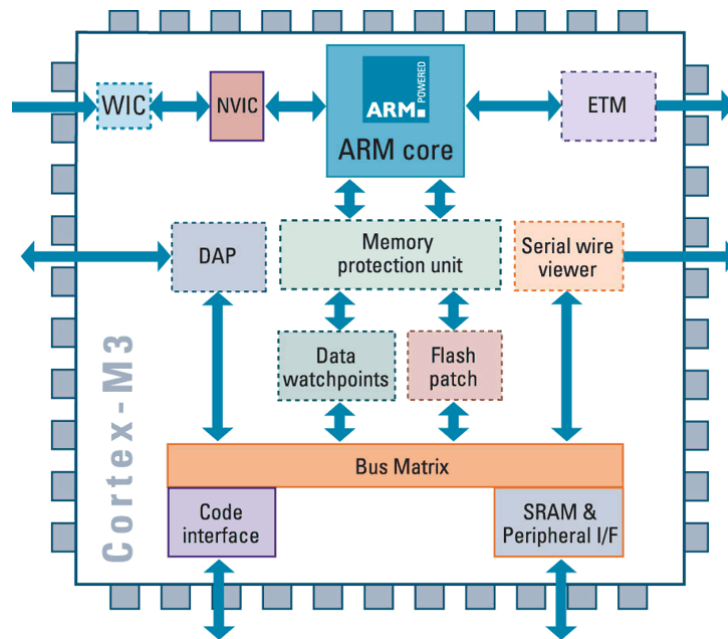 WIC
NVIC
ARM
POWERED
ARM core
ETM
DAP
Memory
protection unit
Serial wire
viewer
Data
watchpoints
Flash
patch
Cortex-M3
Bus Matrix
Code
interface
SRAM &
Peripheral I/F